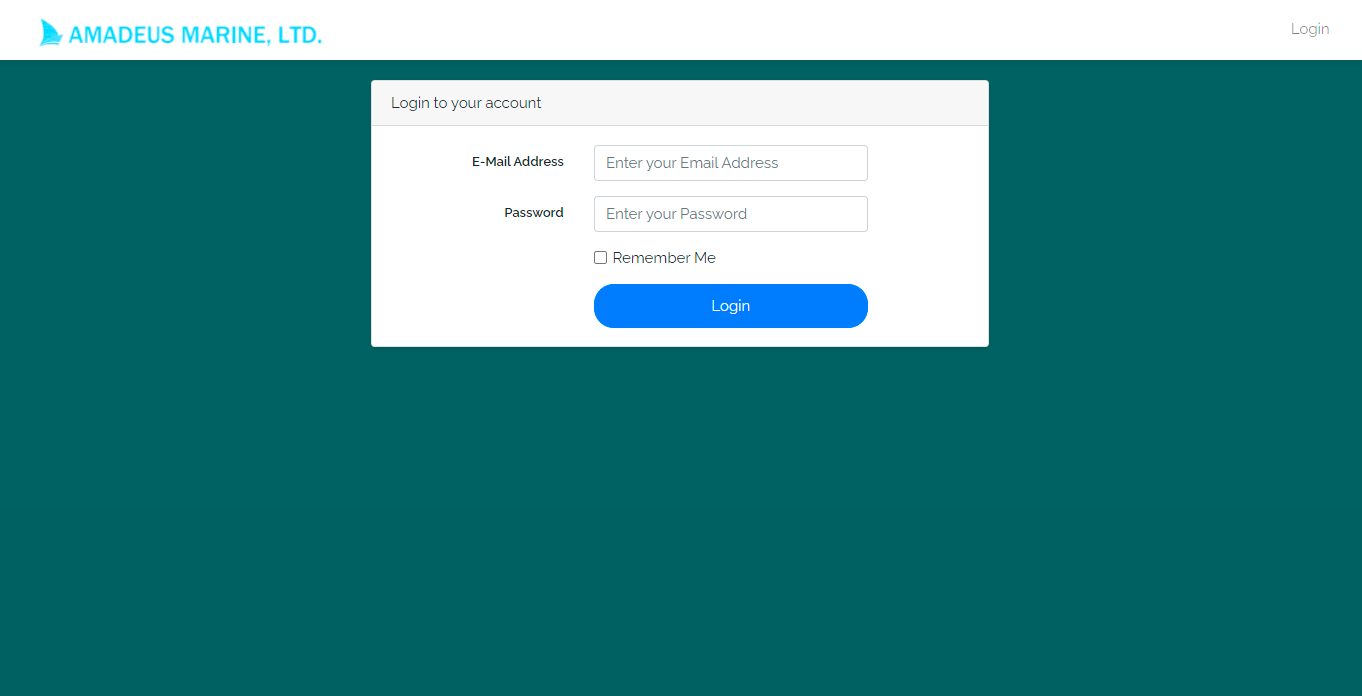 AMADEUS MARINE, LTD.
Login
Login to your account
E-Mail Address
Enter your Email Address
Password
Enter your Password
Remember Me
Login